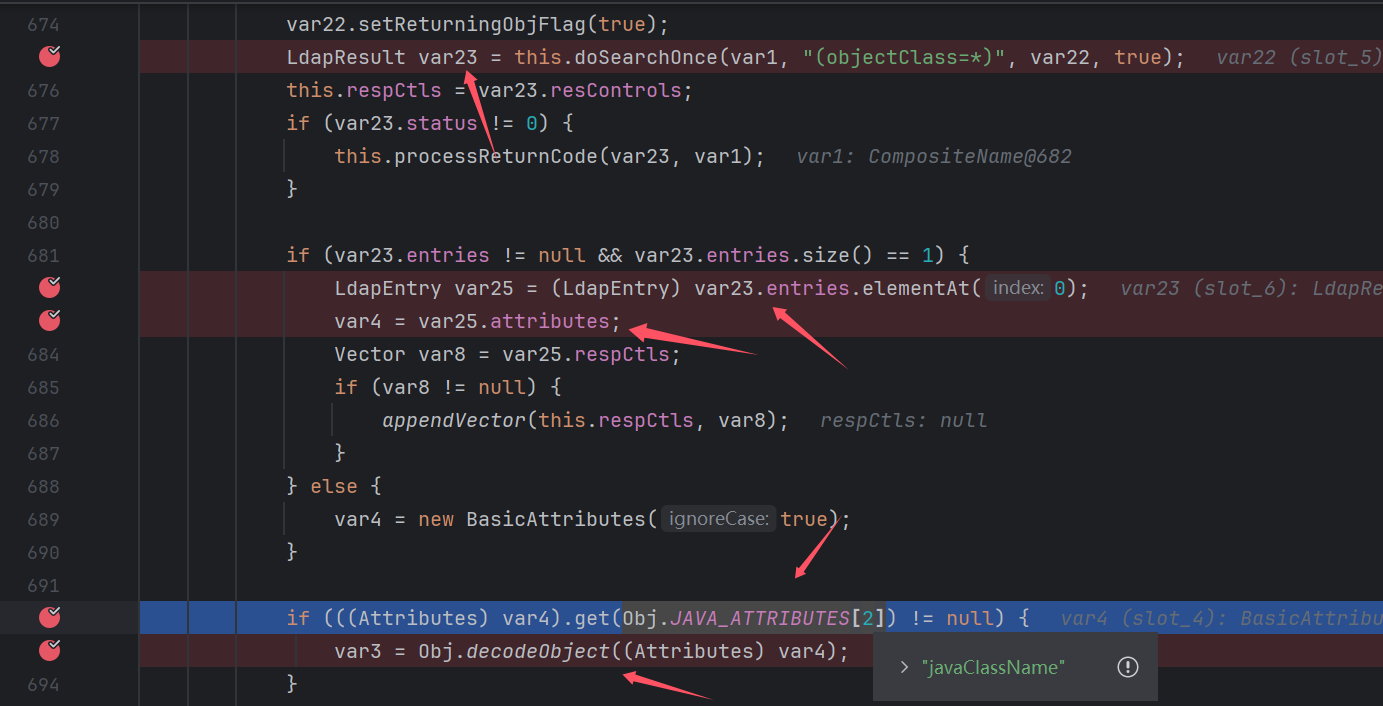 674 var22.setReturningObjFlag(true);
LdapResult var23 = this.doSearchOnce(var1, "(objectClass=*)", var22, true); var22 (slot_5)
676 this.respCtls = var23.resControls;
677 if (var23.status != 0) {
678 this.processReturnCode(var23, var1); var1: CompositeName@682
679 }
680
681 if (var23.entries != null && var23.entries.size() == 1) {
LdapEntry var25 = (LdapEntry) var23.entries.elementAt( index: 0); var23 (slot_6): LdapRe
var4 = var25.attributes;
684 Vector var8 = var25.respCtls;
685 if (var8 != null) {
686 appendVector(this.respCtls, var8); respCtls: null
687 }
688 } else {
689 var4 = new BasicAttributes( ignoreCase: true);
690 }
691
if (((Attributes) var4).get(Obj.JAVA_ATTRIBUTES[2]) != null) { var4 (slot_4): BasicAttribu
var3 = Obj.decodeObject((Attributes) var4);
"javaClassName"
694 }